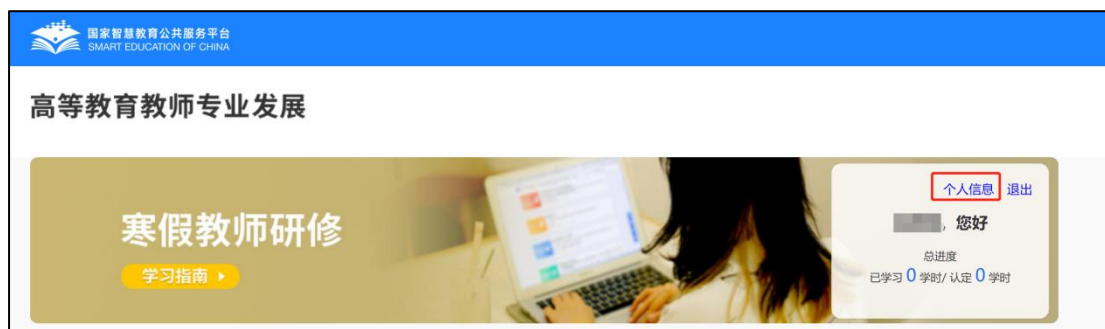 国家智慧教育公共服务平台
SMART EDUCATION OF CHINA
高等教育教师专业发展
寒假教师研修
学习指南
个人信息 退出
，您好
总进度
已学习 0 学时/ 认定 0 学时